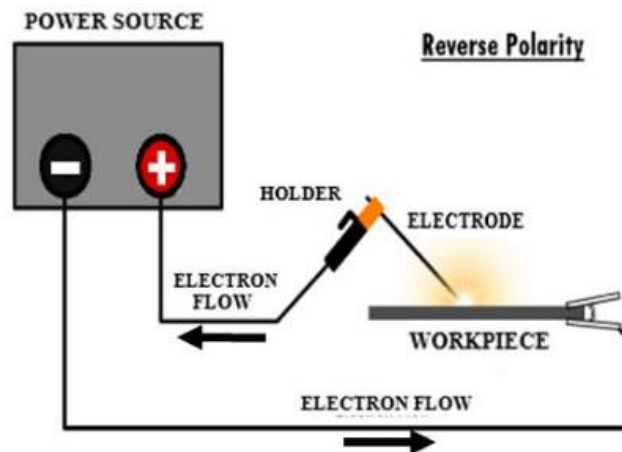 POWER SOURCE
Reverse Polarity
HOLDER
ELECTRODE
ELECTRON
FLOW
WORKPIECE
ELECTRON FLOW